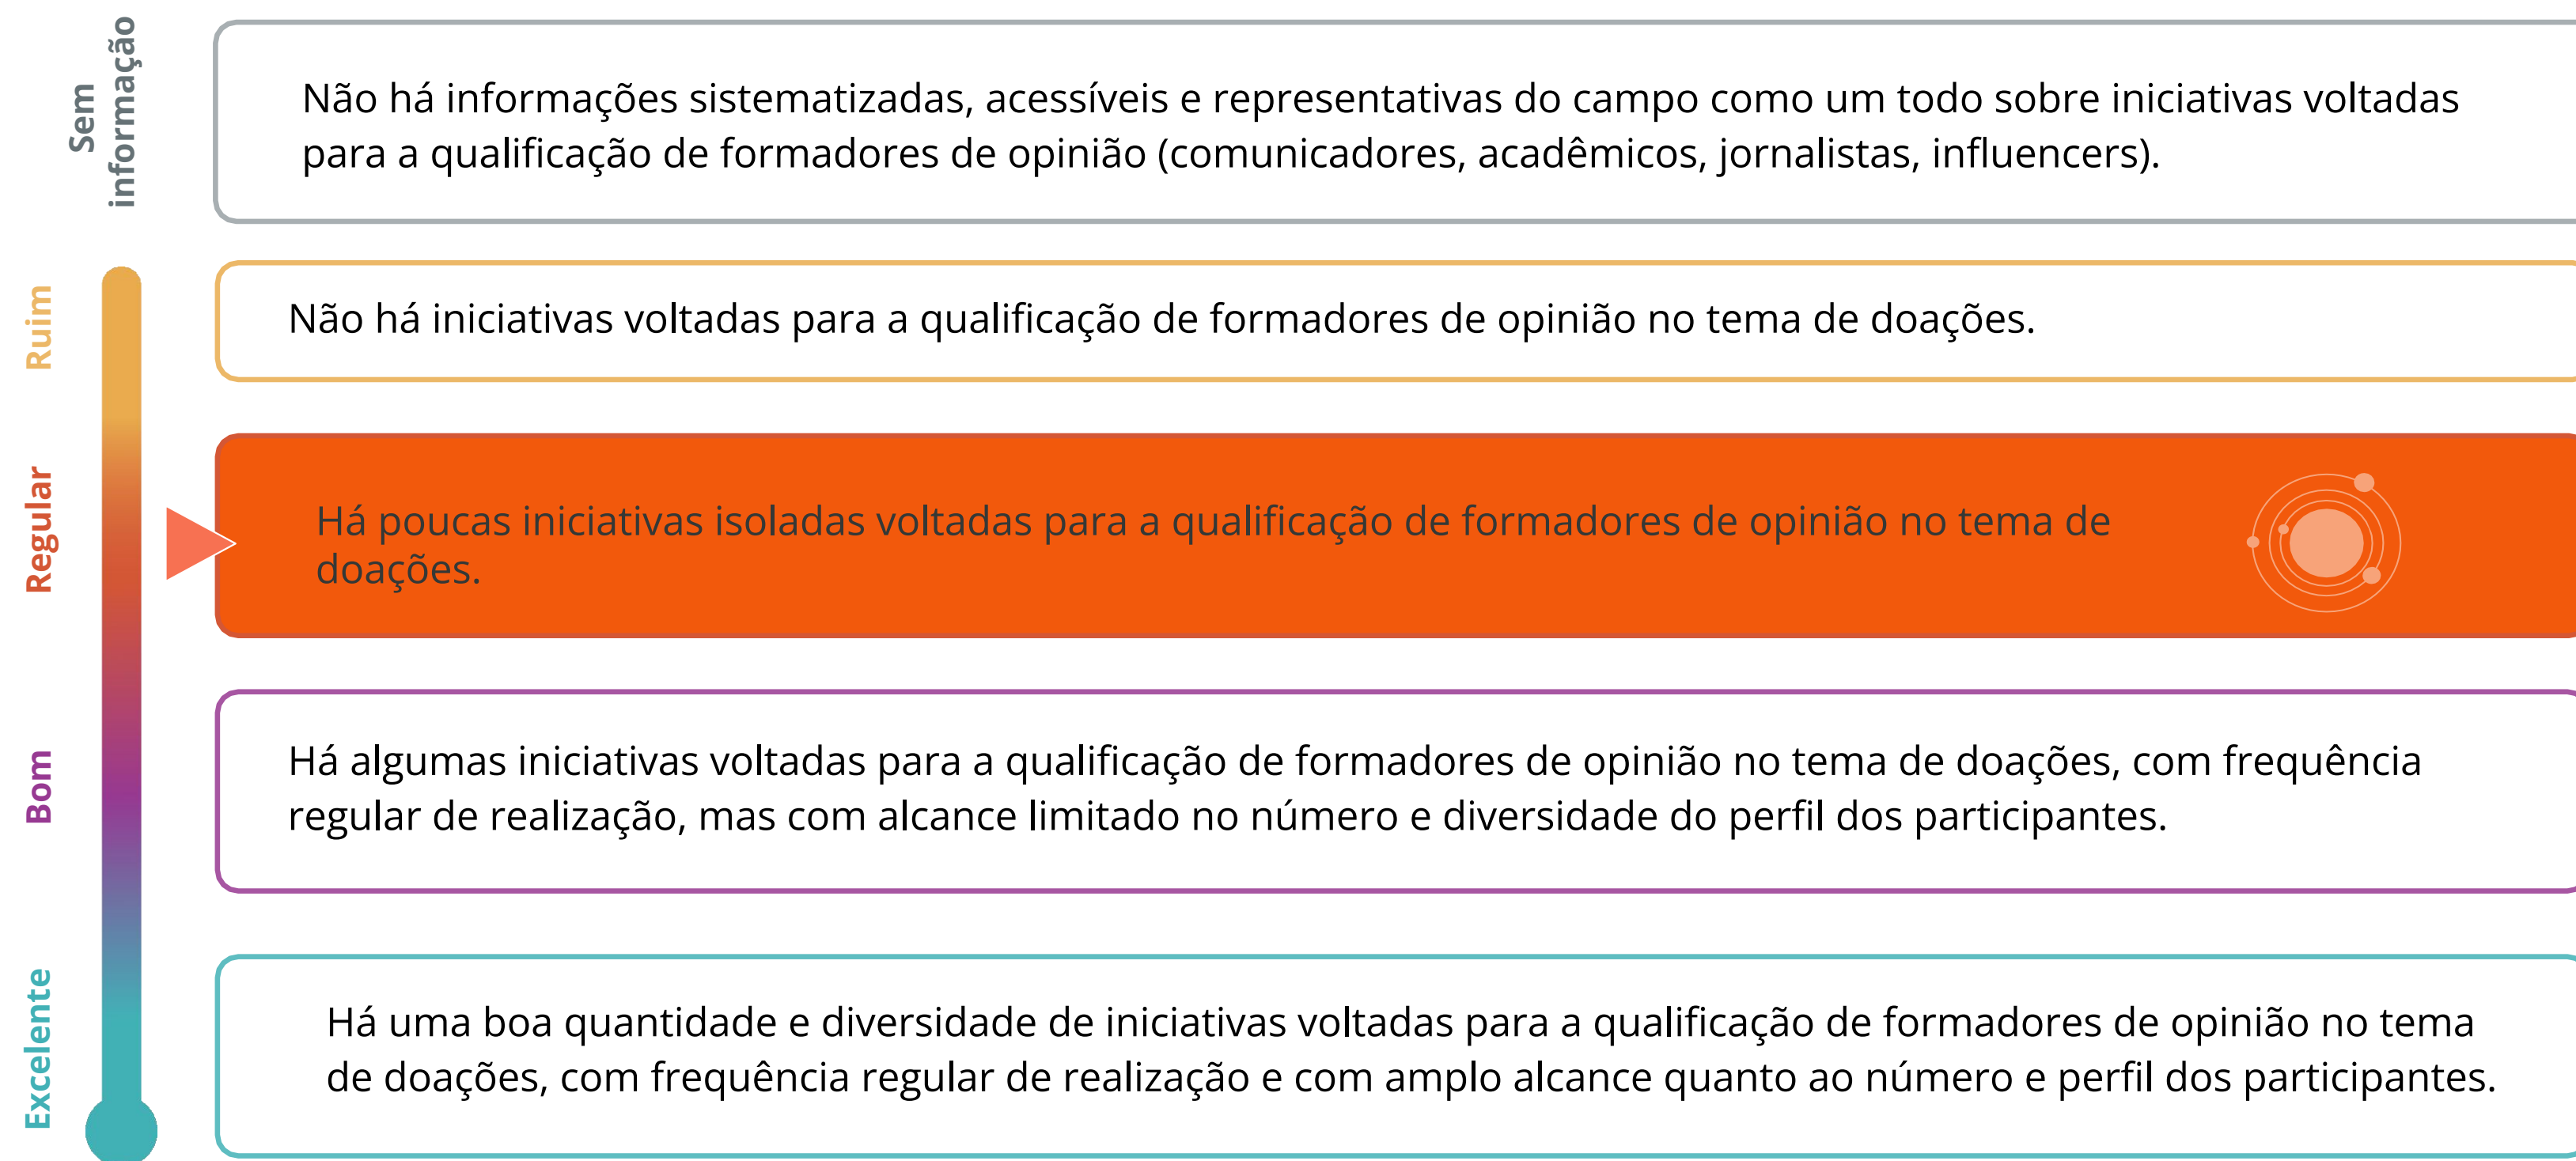 Sem
informação
Não há informações sistematizadas, acessíveis e representativas do campo como um todo sobre iniciativas voltadas
para a qualificação de formadores de opinião (comunicadores, acadêmicos, jornalistas, influencers).
Ruim
Não há iniciativas voltadas para a qualificação de formadores de opinião no tema de doações.
Regular
Há poucas iniciativas isoladas voltadas para a qualificação de formadores de opinião no tema de
doações.
Bom
Há algumas iniciativas voltadas para a qualificação de formadores de opinião no tema de doações, com frequência
regular de realização, mas com alcance limitado no número e diversidade do perfil dos participantes.
Excelente
Há uma boa quantidade e diversidade de iniciativas voltadas para a qualificação de formadores de opinião no tema
de doações, com frequência regular de realização e com amplo alcance quanto ao número e perfil dos participantes.